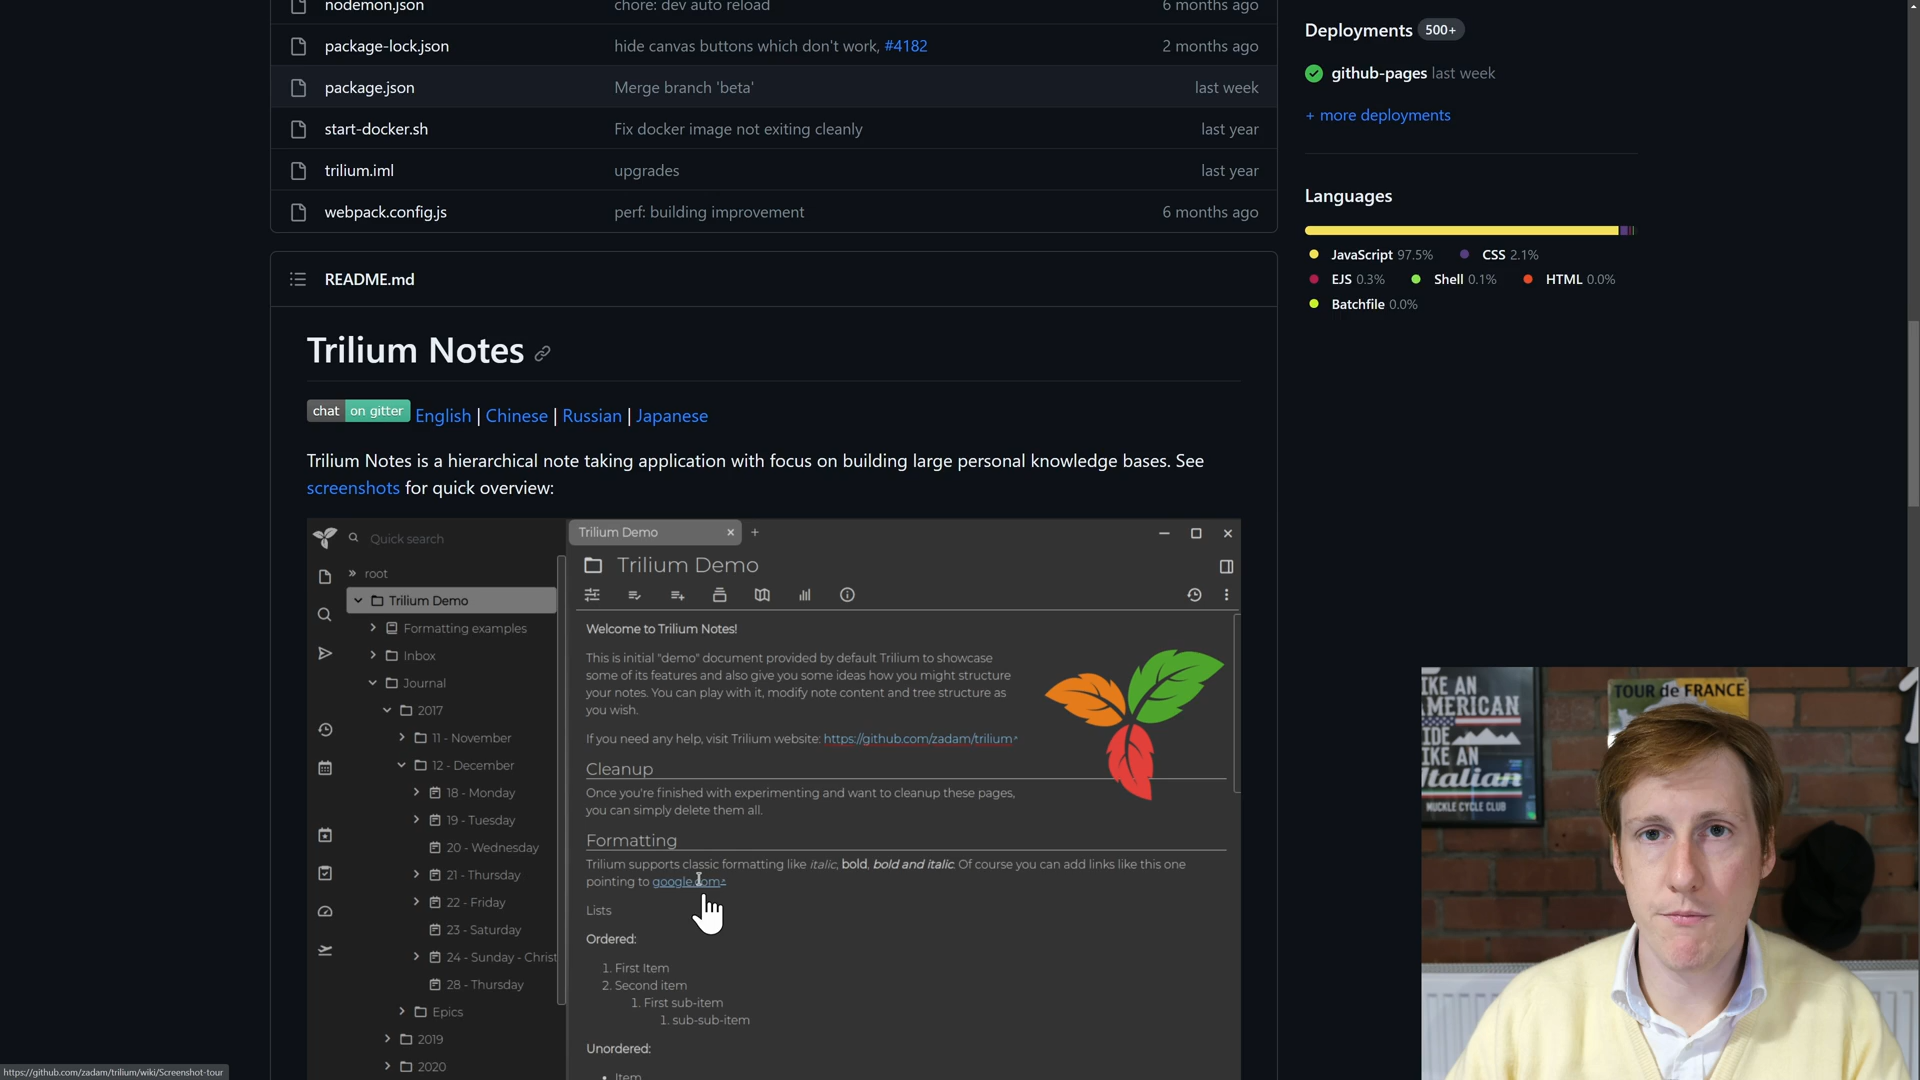 nodemon.json chore: dev auto reload 6 months ago
package-lock.json hide canvas buttons which don't work, #4182 2 months ago
package.json Merge branch 'beta' last week
start-docker.sh Fix docker image not exiting cleanly last year
trilium.iml upgrades last year
webpack.config.js perf: building improvement 6 months ago
README.md
Trilium Notes
chat on gitter English | Chinese | Russian | Japanese
Trilium Notes is a hierarchical note taking application with focus on building large personal knowledge bases. See
screenshots for quick overview:
Quick search
root
Trilium Demo
Formatting examples
Inbox
Journal
2017
11 - November
12 - December
18 - Monday
19 - Tuesday
20 - Wednesday
21 - Thursday
22 - Friday
23 - Saturday
24 - Sunday - Christ
28 - Thursday
Epics
2019
2020
Trilium Demo
Trilium Demo
Welcome to Trilium Notes!
This is initial "demo" document provided by default Trilium to showcase
some of its features and also give you some ideas how you might structure
your notes. You can play with it, modify note content and tree structure as
you wish.
If you need any help, visit Trilium website: https://github.com/zadam/trilium
Cleanup
Once you're finished with experimenting and want to cleanup these pages,
you can simply delete them all.
Formatting
Trilium supports classic formatting like italic, bold, bold and italic. Of course you can add links like this one
pointing to google.com
Lists
Ordered:
1. First Item
2. Second item
1. First sub-item
1. sub-sub-item
Unordered:
Item
Deployments 500+
github-pages last week
+ more deployments
Languages
JavaScript 97.5% CSS 2.1%
EJS 0.3% Shell 0.1% HTML 0.0%
Batchfile 0.0%
IKE AN
MERICAN
IDE
IKE AN
Italian
MUCKLE CYCLE CLUB
TOUR de FRANCE
https://github.com/zadam/trilium/wiki/Screenshot-tour